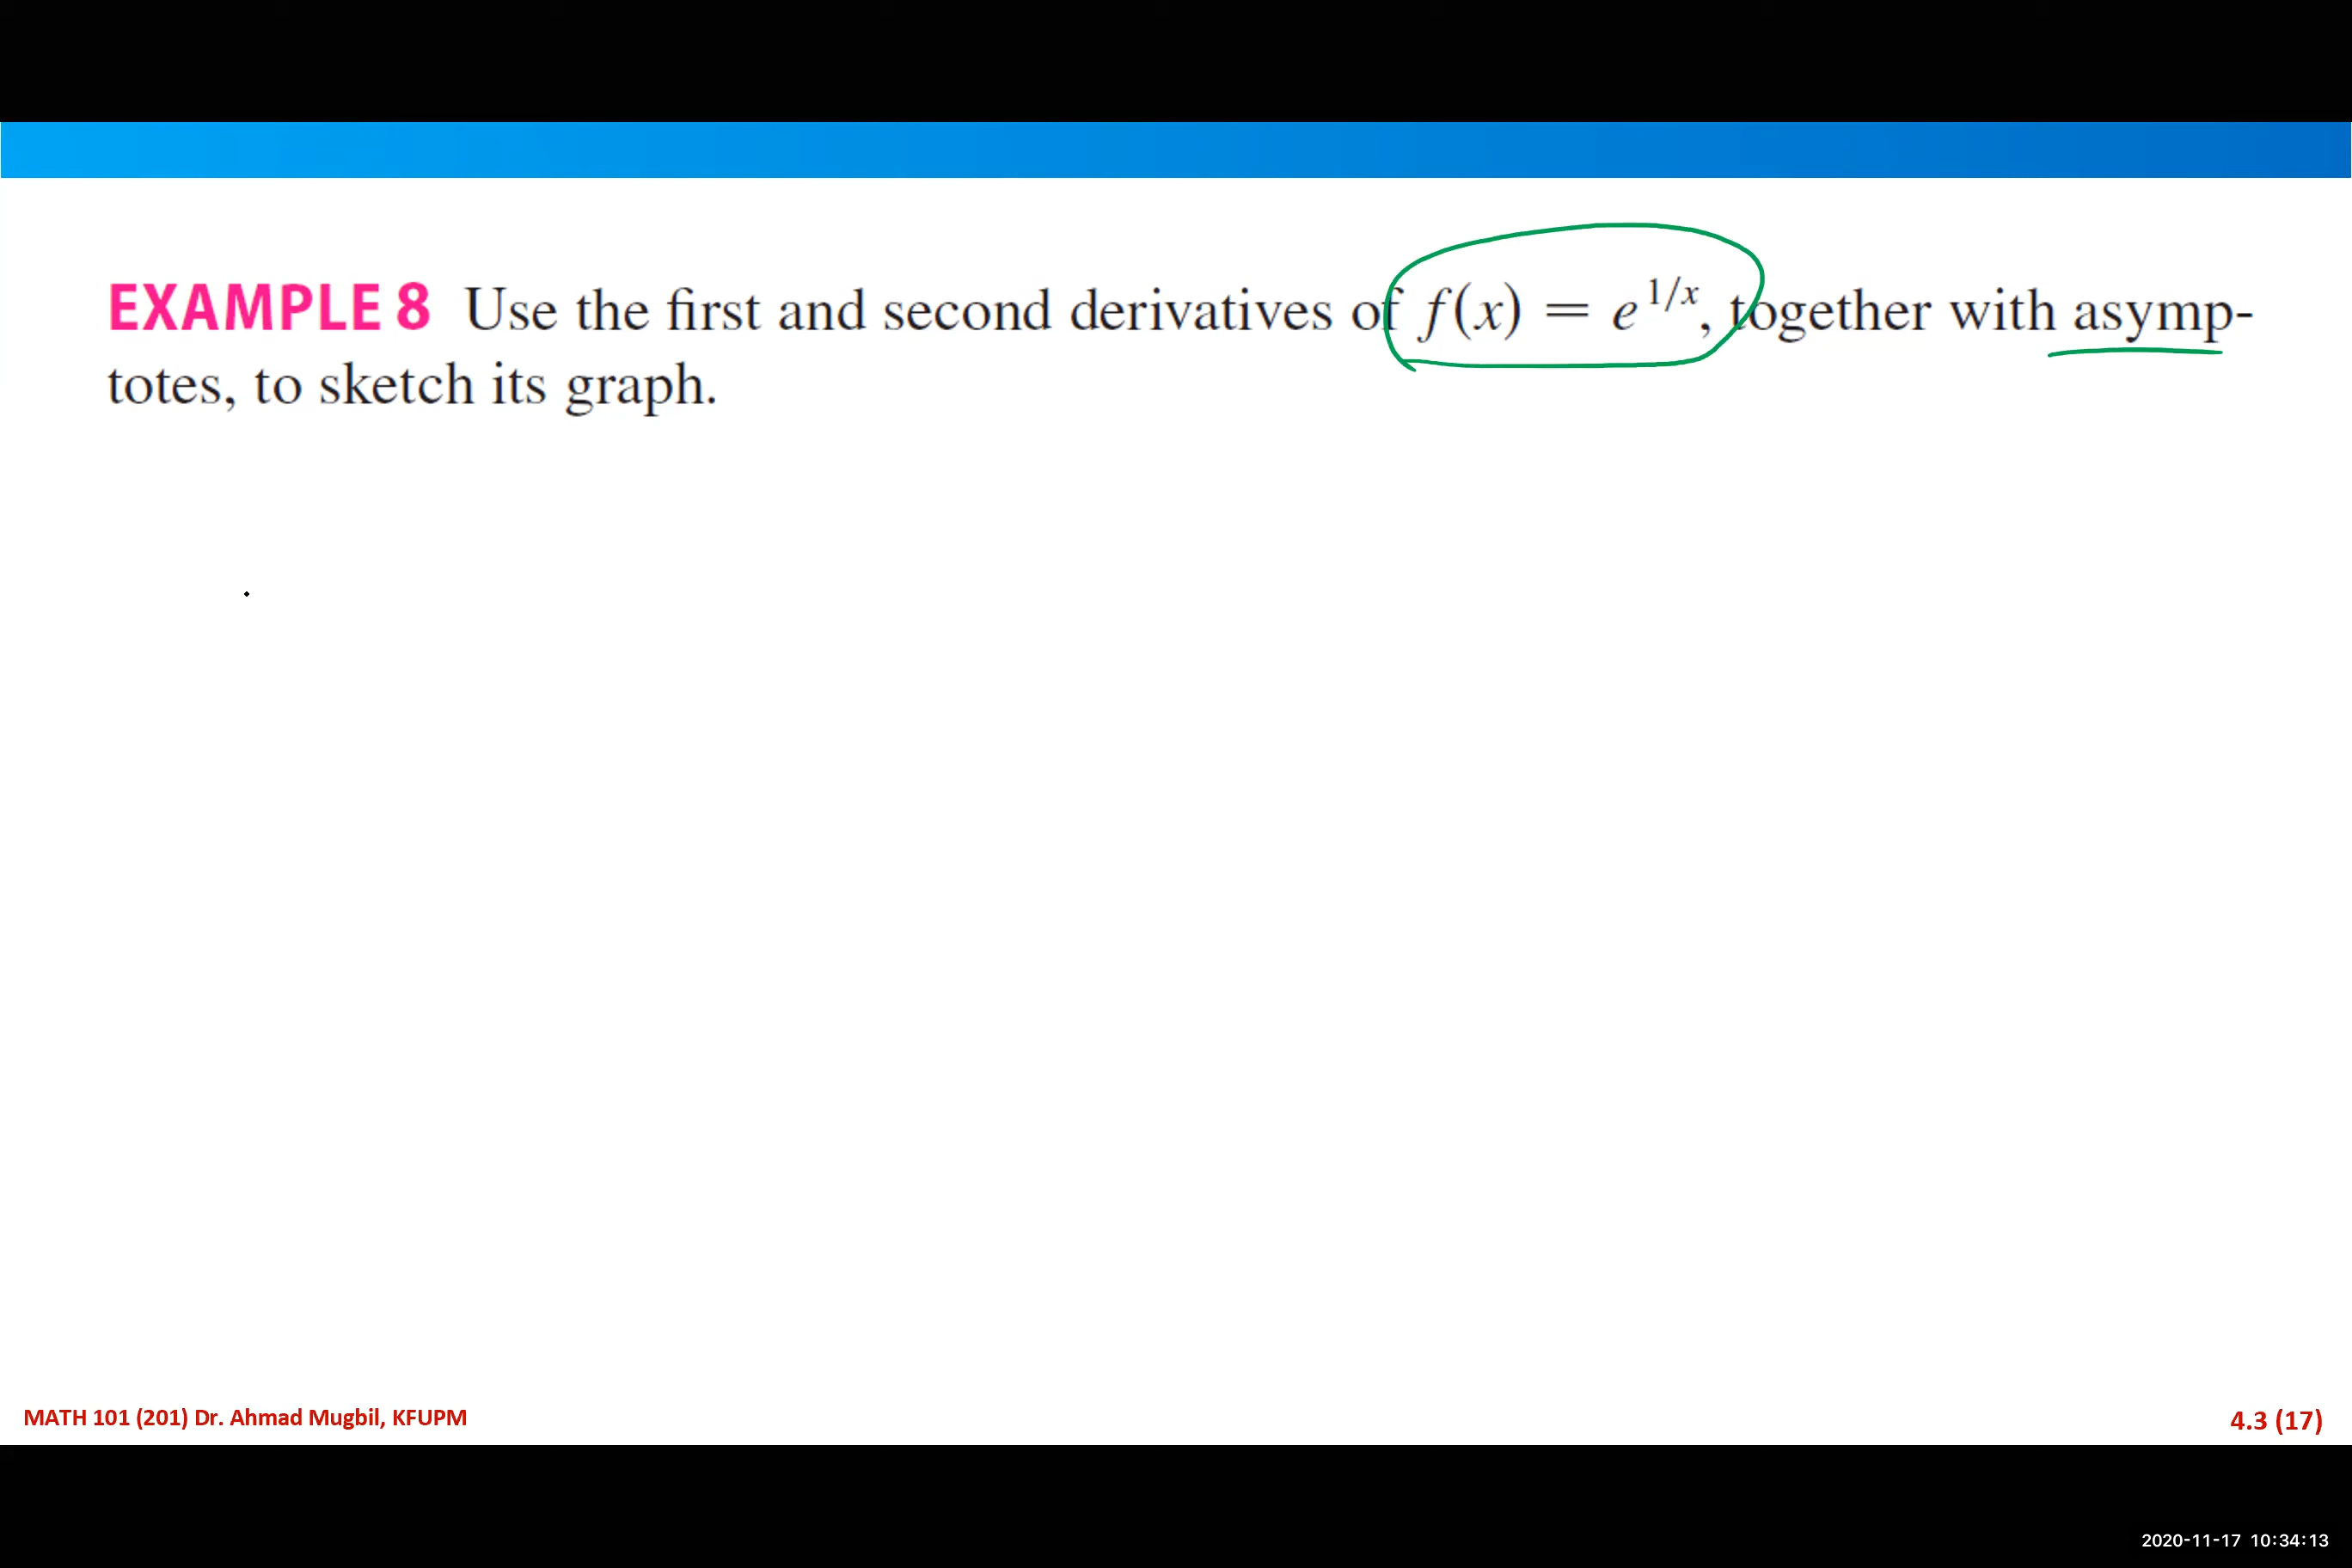 EXAMPLE 8 Use the first and second derivatives of f(x) = e^{1/x}, together with asymp-
totes, to sketch its graph.
MATH 101 (201) Dr. Ahmad Mugbil, KFUPM
4.3 (17)
2020-11-17 10:34:13